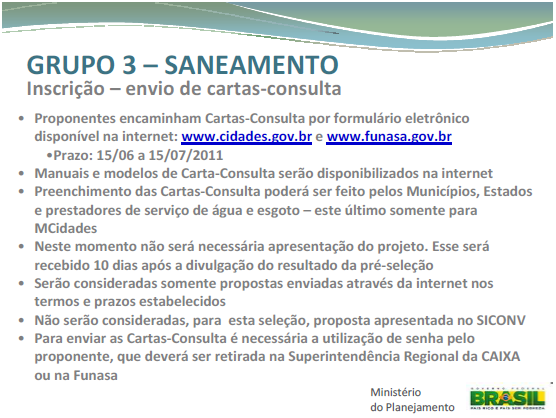 GRUPO 3 – SANEAMENTO
Inscrição – envio de cartas-consulta
• Proponentes encaminham Cartas-Consulta por formulário eletrônico
disponível na internet: www.cidades.gov.br e www.funasa.gov.br
•Prazo: 15/06 a 15/07/2011
• Manuais e modelos de Carta-Consulta serão disponibilizados na internet
• Preenchimento das Cartas-Consulta poderá ser feito pelos Municípios, Estados
e prestadores de serviço de água e esgoto – este último somente para
MCidades
• Neste momento não será necessária apresentação do projeto. Esse será
recebido 10 dias após a divulgação do resultado da pré-seleção
• Serão consideradas somente propostas enviadas através da internet nos
termos e prazos estabelecidos
• Não serão consideradas, para esta seleção, proposta apresentada no SICONV
• Para enviar as Cartas-Consulta é necessária a utilização de senha pelo
proponente, que deverá ser retirada na Superintendência Regional da CAIXA
ou na Funasa
Ministério
do Planejamento
GOVERNO FEDERAL
BRASIL
PAÍS RICO É PAÍS SEM POBREZA